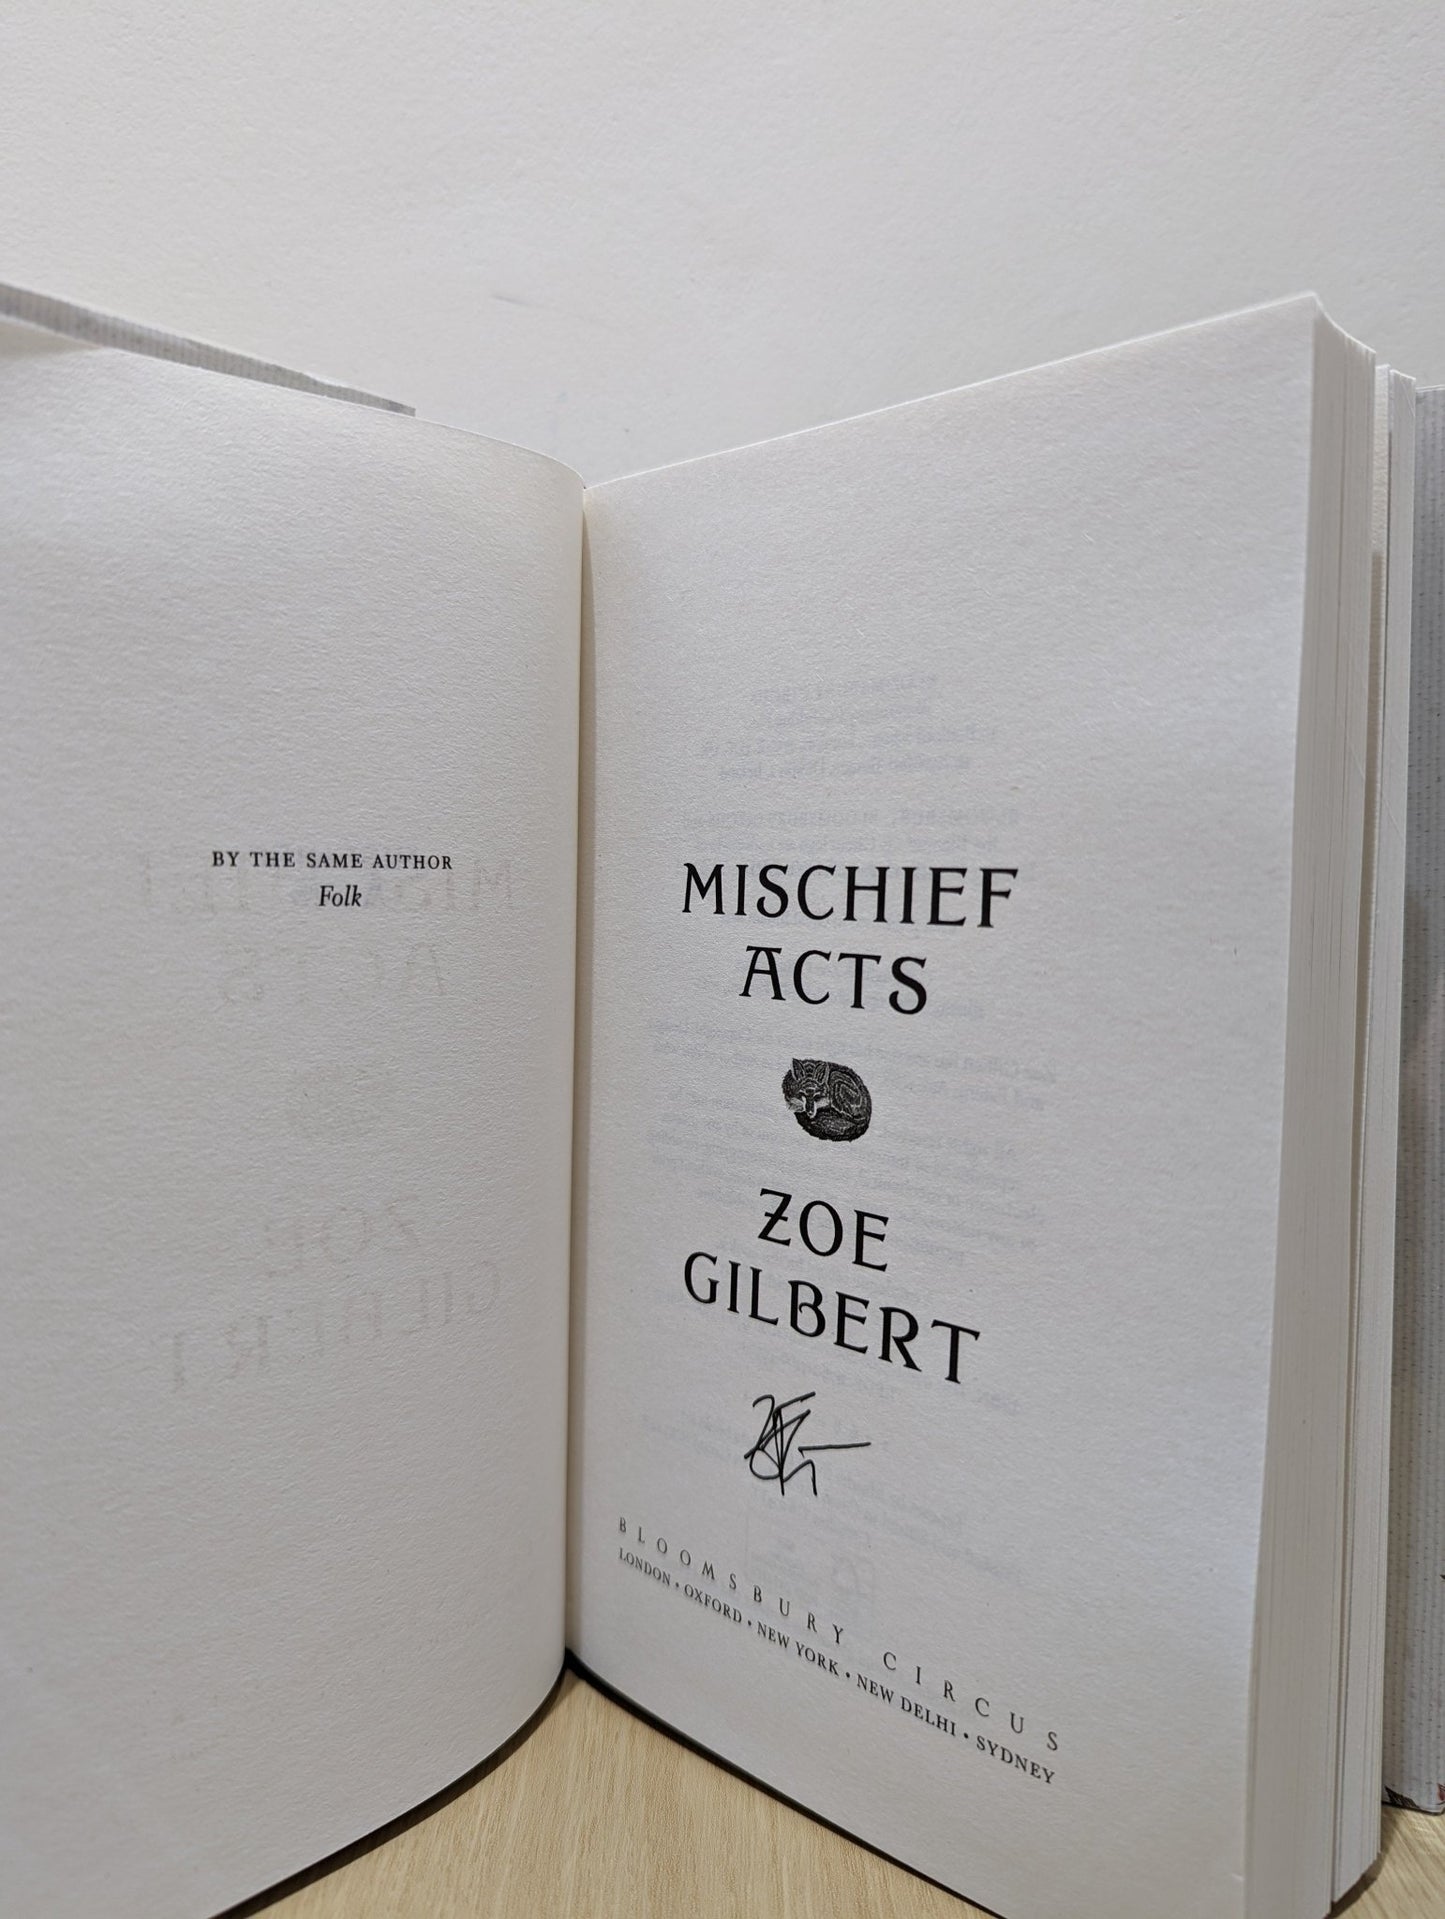 BY THE SAME AUTHOR
Folk
MISCHIEF
ACTS
ZOE
GILBERT
BLOOMSBURY CIRCUS
LONDON • OXFORD • NEW YORK • NEW DELHI • SYDNEY